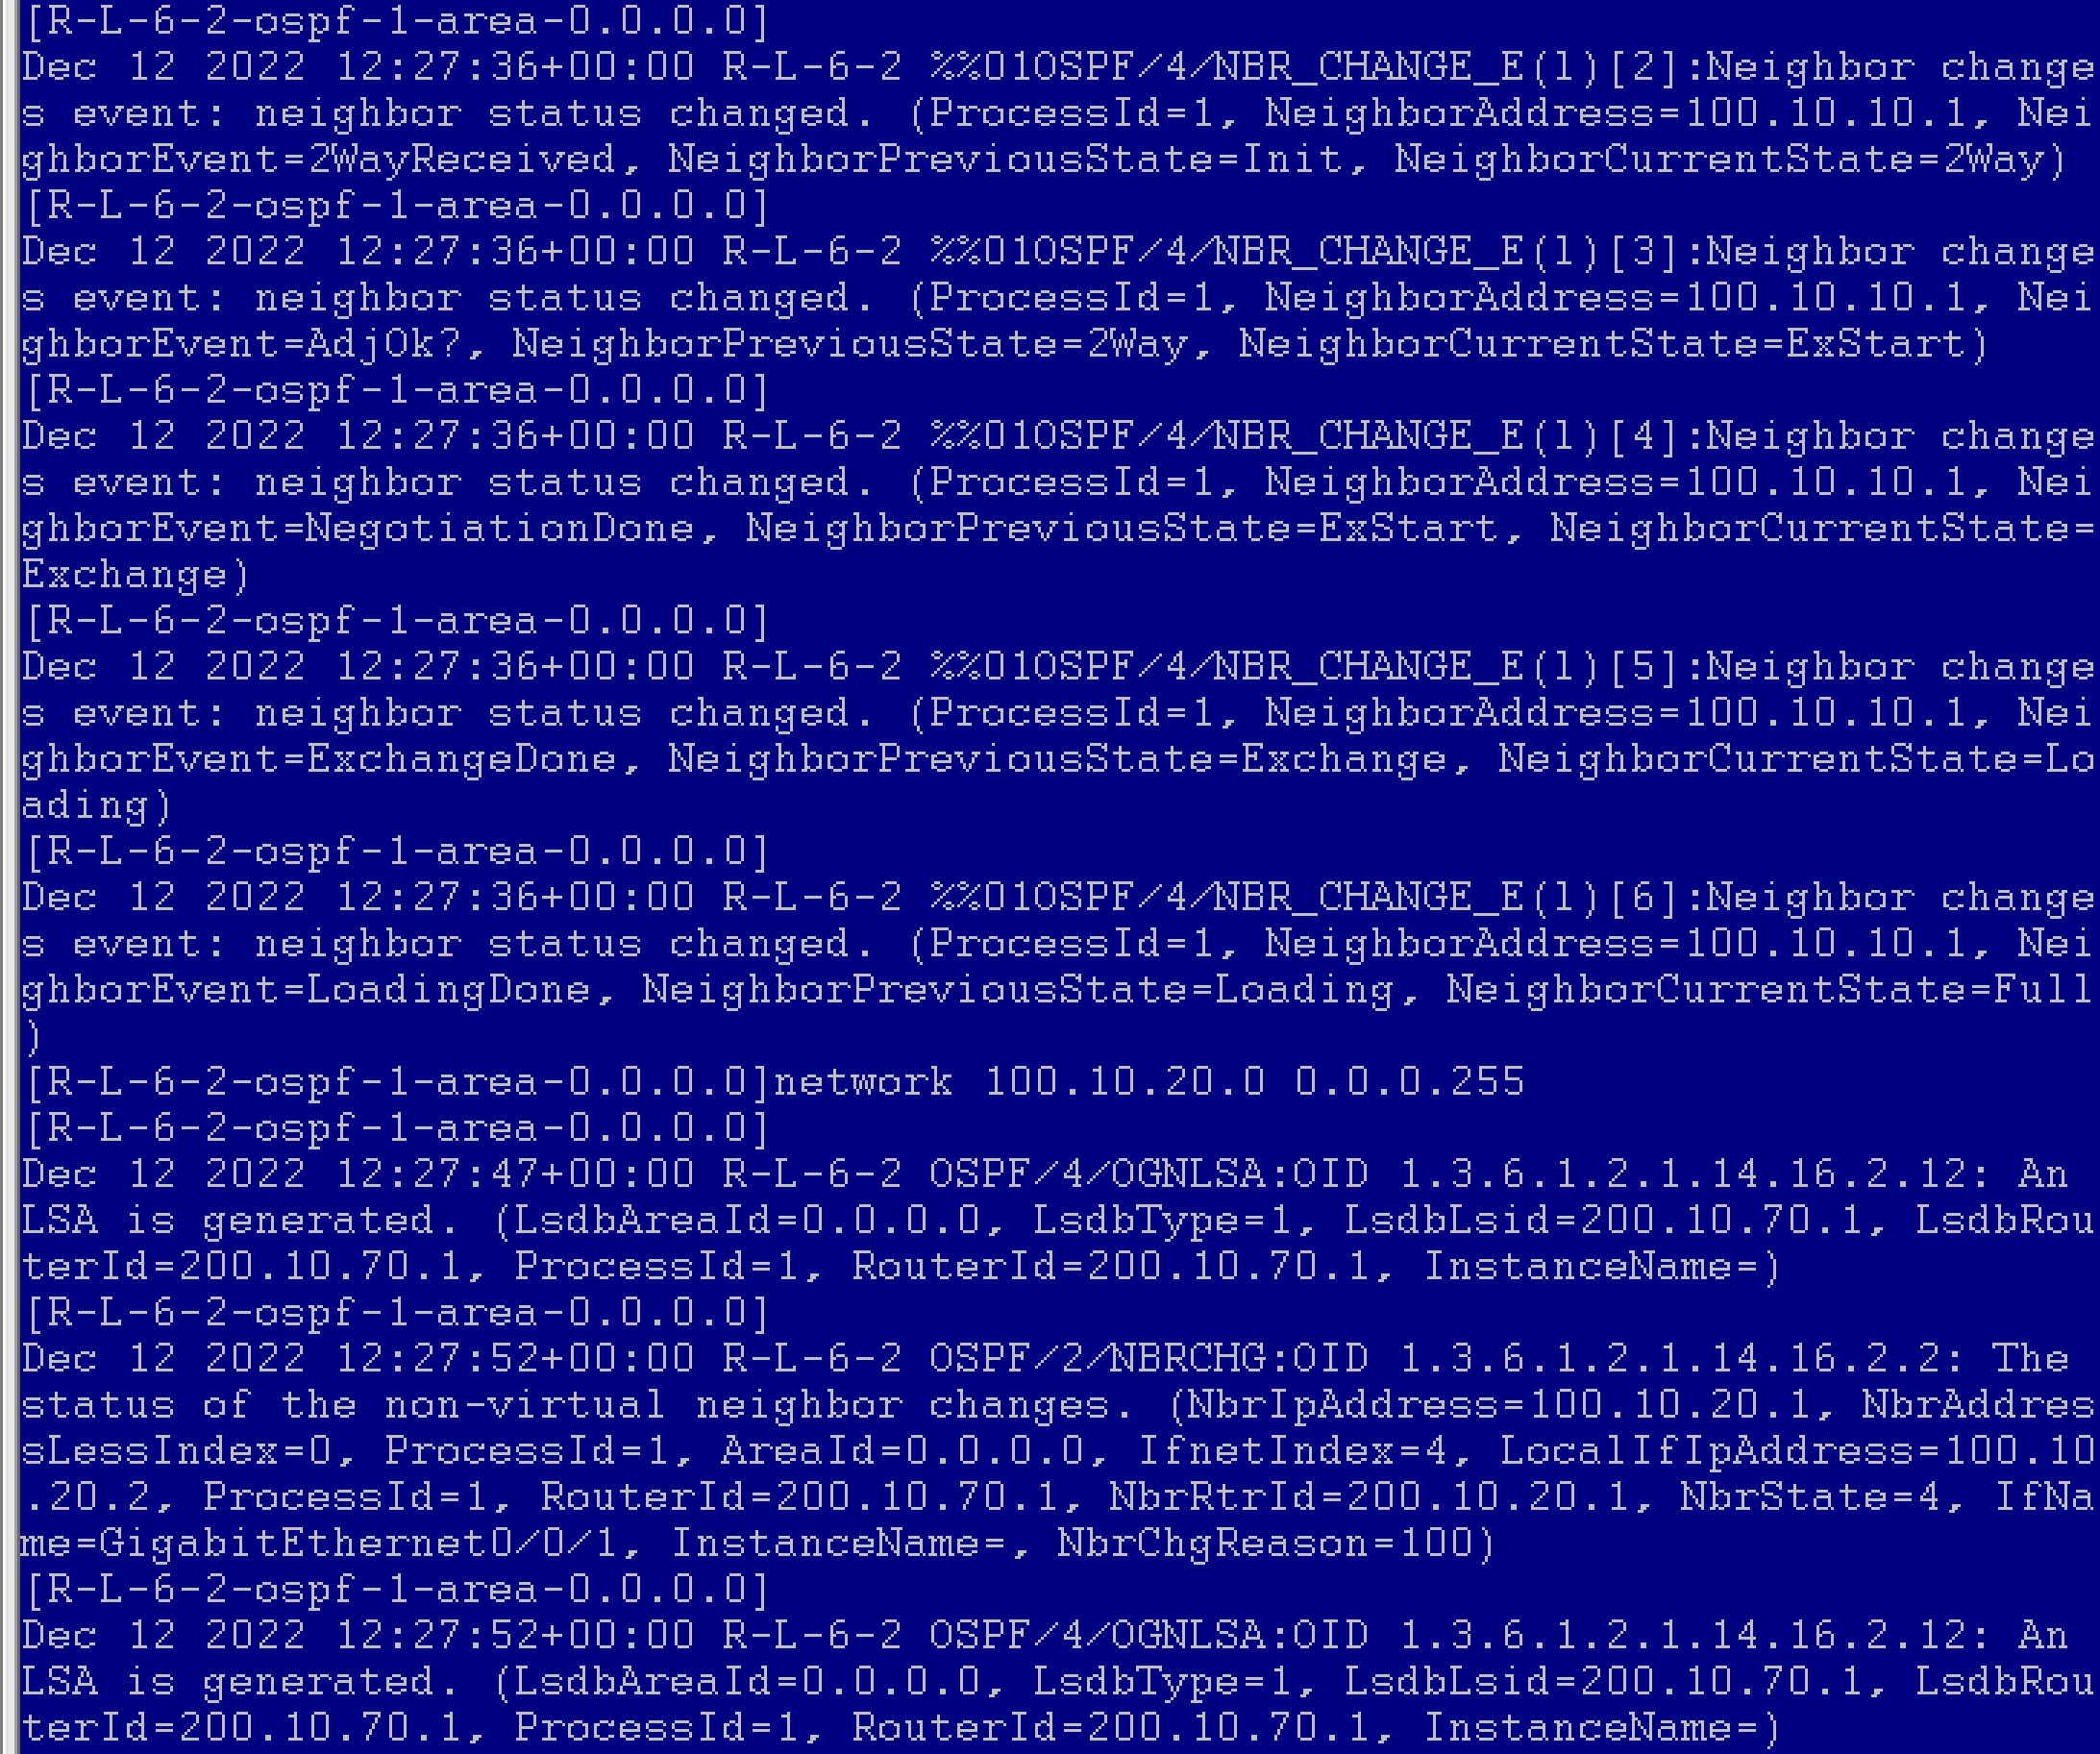 [R-L-6-2-ospf-1-area-0.0.0.0]
Dec 12 2022 12:27:36+00:00 R-L-6-2 %%01OSPF/4/NBR_CHANGE_E(l)[2]:Neighbor change
s event: neighbor status changed. (ProcessId=1, NeighborAddress=100.10.10.1, Nei
ghborEvent=2WayReceived, NeighborPreviousState=Init, NeighborCurrentState=2Way)
[R-L-6-2-ospf-1-area-0.0.0.0]
Dec 12 2022 12:27:36+00:00 R-L-6-2 %%01OSPF/4/NBR_CHANGE_E(l)[3]:Neighbor change
s event: neighbor status changed. (ProcessId=1, NeighborAddress=100.10.10.1, Nei
ghborEvent=AdjOk?, NeighborPreviousState=2Way, NeighborCurrentState=ExStart)
[R-L-6-2-ospf-1-area-0.0.0.0]
Dec 12 2022 12:27:36+00:00 R-L-6-2 %%01OSPF/4/NBR_CHANGE_E(l)[4]:Neighbor change
s event: neighbor status changed. (ProcessId=1, NeighborAddress=100.10.10.1, Nei
ghborEvent=NegotiationDone, NeighborPreviousState=ExStart, NeighborCurrentState=
Exchange)
[R-L-6-2-ospf-1-area-0.0.0.0]
Dec 12 2022 12:27:36+00:00 R-L-6-2 %%01OSPF/4/NBR_CHANGE_E(l)[5]:Neighbor change
s event: neighbor status changed. (ProcessId=1, NeighborAddress=100.10.10.1, Nei
ghborEvent=ExchangeDone, NeighborPreviousState=Exchange, NeighborCurrentState=Lo
ading)
[R-L-6-2-ospf-1-area-0.0.0.0]
Dec 12 2022 12:27:36+00:00 R-L-6-2 %%01OSPF/4/NBR_CHANGE_E(l)[6]:Neighbor change
s event: neighbor status changed. (ProcessId=1, NeighborAddress=100.10.10.1, Nei
ghborEvent=LoadingDone, NeighborPreviousState=Loading, NeighborCurrentState=Full
)
[R-L-6-2-ospf-1-area-0.0.0.0]network 100.10.20.0 0.0.0.255
[R-L-6-2-ospf-1-area-0.0.0.0]
Dec 12 2022 12:27:47+00:00 R-L-6-2 OSPF/4/OGNLSA:OID 1.3.6.1.2.1.14.16.2.12: An
LSA is generated. (LsdbAreaId=0.0.0.0, LsdbType=1, LsdbLsid=200.10.70.1, LsdbRou
terId=200.10.70.1, ProcessId=1, RouterId=200.10.70.1, InstanceName=)
[R-L-6-2-ospf-1-area-0.0.0.0]
Dec 12 2022 12:27:52+00:00 R-L-6-2 OSPF/2/NBRCHG:OID 1.3.6.1.2.1.14.16.2.2: The
status of the non-virtual neighbor changes. (NbrIpAddress=100.10.20.1, NbrAddres
sLessIndex=0, ProcessId=1, AreaId=0.0.0.0, IfnetIndex=4, LocalIfIpAddress=100.10
.20.2, ProcessId=1, RouterId=200.10.70.1, NbrRtrId=200.10.20.1, NbrState=4, IfNa
me=GigabitEthernet0/0/1, InstanceName=, NbrChgReason=100)
[R-L-6-2-ospf-1-area-0.0.0.0]
Dec 12 2022 12:27:52+00:00 R-L-6-2 OSPF/4/OGNLSA:OID 1.3.6.1.2.1.14.16.2.12: An
LSA is generated. (LsdbAreaId=0.0.0.0, LsdbType=1, LsdbLsid=200.10.70.1, LsdbRou
terId=200.10.70.1, ProcessId=1, RouterId=200.10.70.1, InstanceName=)